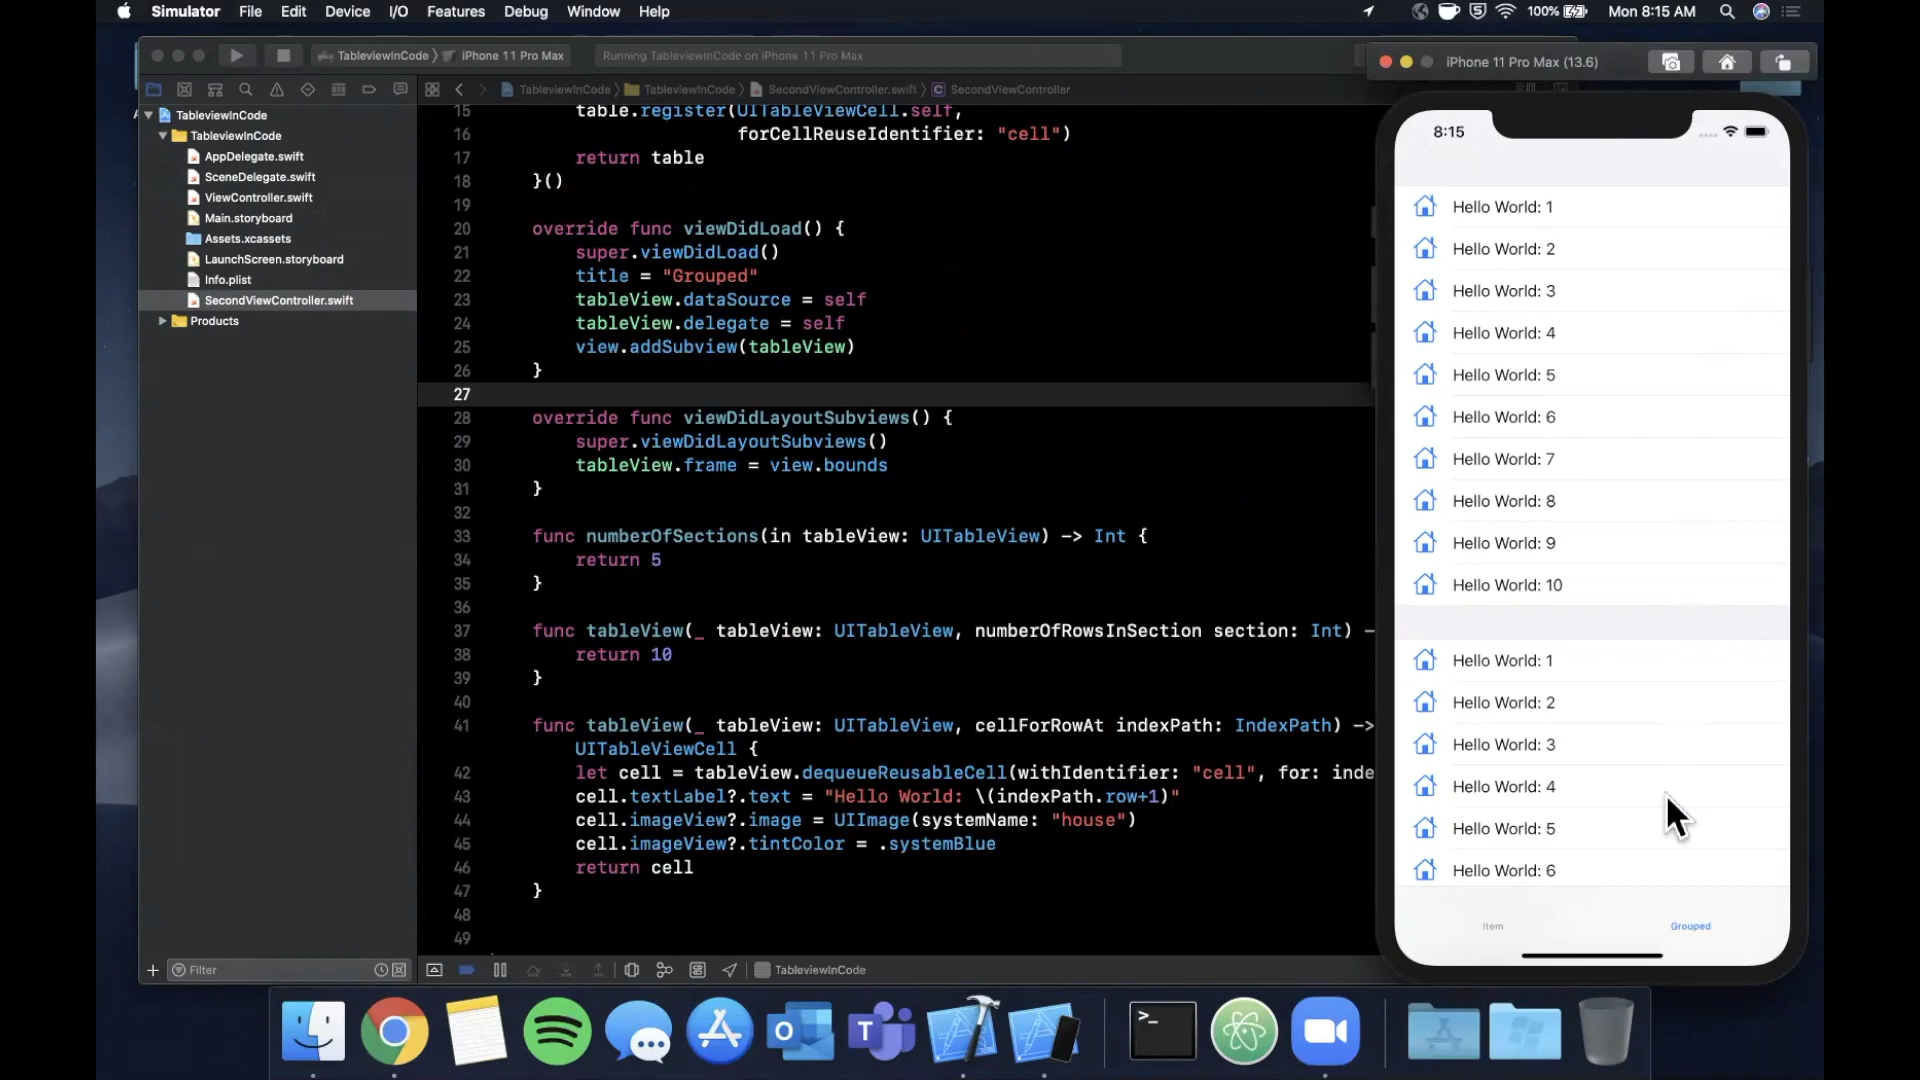 Simulator File Edit Device I/O Features Debug Window Help
100% Mon 8:15 AM
TableviewInCode iPhone 11 Pro Max
Running TableviewInCode on iPhone 11 Pro Max
iPhone 11 Pro Max (13.6)
TableviewInCode TableviewInCode SecondViewController.swift SecondViewController
TableviewInCode
TableviewInCode
AppDelegate.swift
SceneDelegate.swift
ViewController.swift
Main.storyboard
Assets.xcassets
LaunchScreen.storyboard
Info.plist
SecondViewController.swift
Products
Filter
15 table.register(UITableViewCell.self,
16 forCellReuseIdentifier: "cell")
17 return table
18 }()
19
20 override func viewDidLoad() {
21 super.viewDidLoad()
22 title = "Grouped"
23 tableView.dataSource = self
24 tableView.delegate = self
25 view.addSubview(tableView)
26 }
27
28 override func viewDidLayoutSubviews() {
29 super.viewDidLayoutSubviews()
30 tableView.frame = view.bounds
31 }
32
33 func numberOfSections(in tableView: UITableView) -> Int {
34 return 5
35 }
36
37 func tableView(_ tableView: UITableView, numberOfRowsInSection section: Int) -
38 return 10
39 }
40
41 func tableView(_ tableView: UITableView, cellForRowAt indexPath: IndexPath) ->
UITableViewCell {
42 let cell = tableView.dequeueReusableCell(withIdentifier: "cell", for: inde
43 cell.textLabel?.text = "Hello World: \(indexPath.row+1)"
44 cell.imageView?.image = UIImage(systemName: "house")
45 cell.imageView?.tintColor = .systemBlue
46 return cell
47 }
48
49
TableviewInCode
8:15
Hello World: 1
Hello World: 2
Hello World: 3
Hello World: 4
Hello World: 5
Hello World: 6
Hello World: 7
Hello World: 8
Hello World: 9
Hello World: 10
Hello World: 1
Hello World: 2
Hello World: 3
Hello World: 4
Hello World: 5
Hello World: 6
Item Grouped